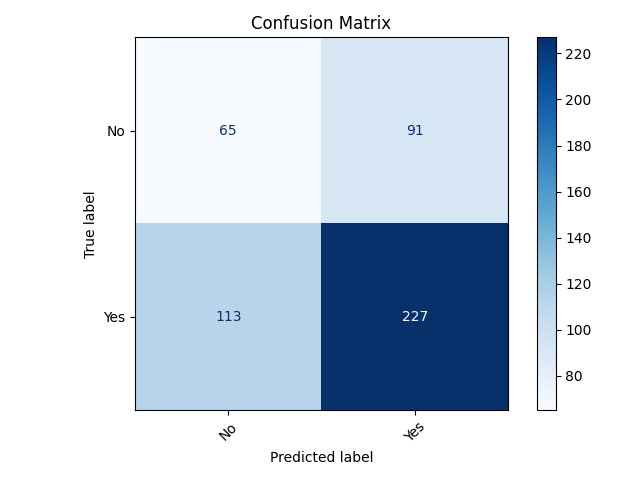 Confusion Matrix
True label
No
65
91
Yes
113
227
No
Yes
Predicted label
220
200
180
160
140
120
100
80